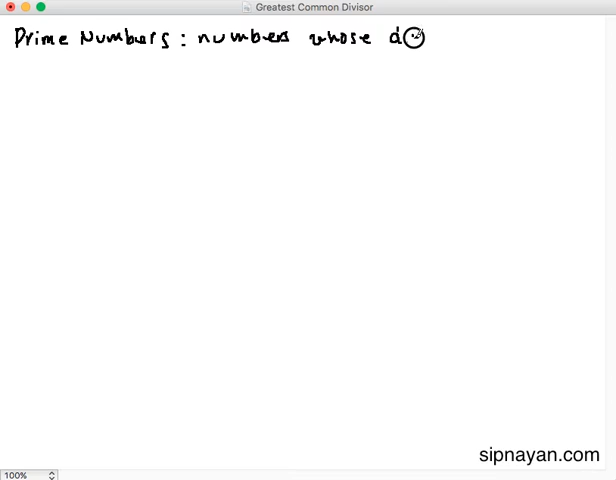 Greatest Common Divisor
Prime Numbers : numbers whose d
sipnayan.com
100%